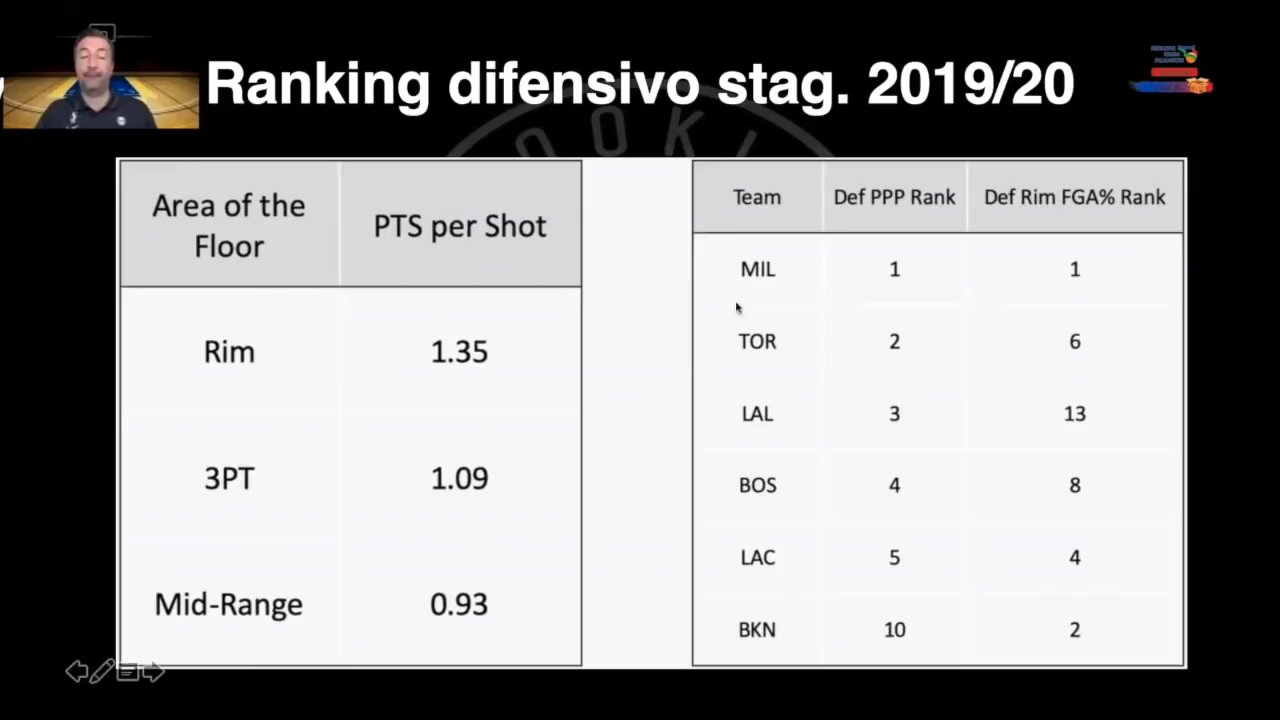 Ranking difensivo stag. 2019/20
OOKL
Area of the
Floor
PTS per Shot
Rim
1.35
3PT
1.09
Mid-Range
0.93
Team
Def PPP Rank
Def Rim FGA% Rank
MIL
1
1
TOR
2
6
LAL
3
13
BOS
4
8
LAC
5
4
BKN
10
2